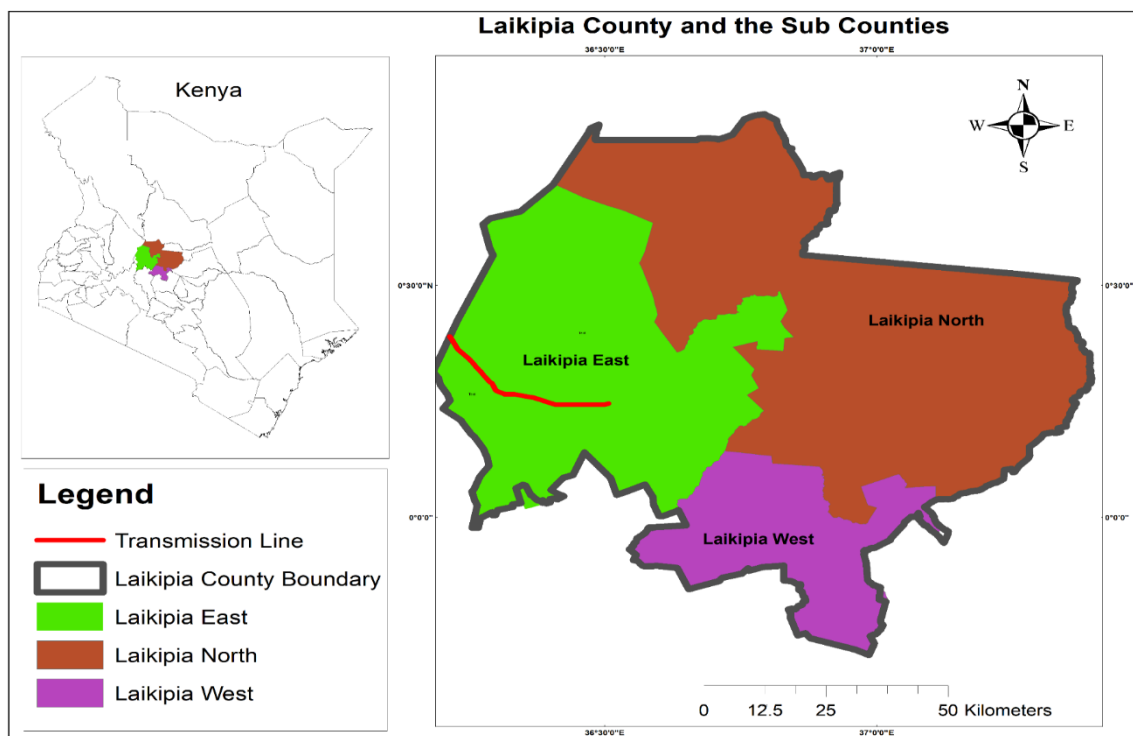 Laikipia County and the Sub Counties
36°30'0"E
37°0'0"E
Kenya
N
W
E
S
0°30'N
0°30'N
Laikipia North
Laikipia East
Legend
0°0'0"
0°0'0"
Transmission Line
Laikipia West
Laikipia County Boundary
Laikipia East
Laikipia North
Laikipia West
0 12.5 25 50 Kilometers
36°30'0"E
37°0'0"E